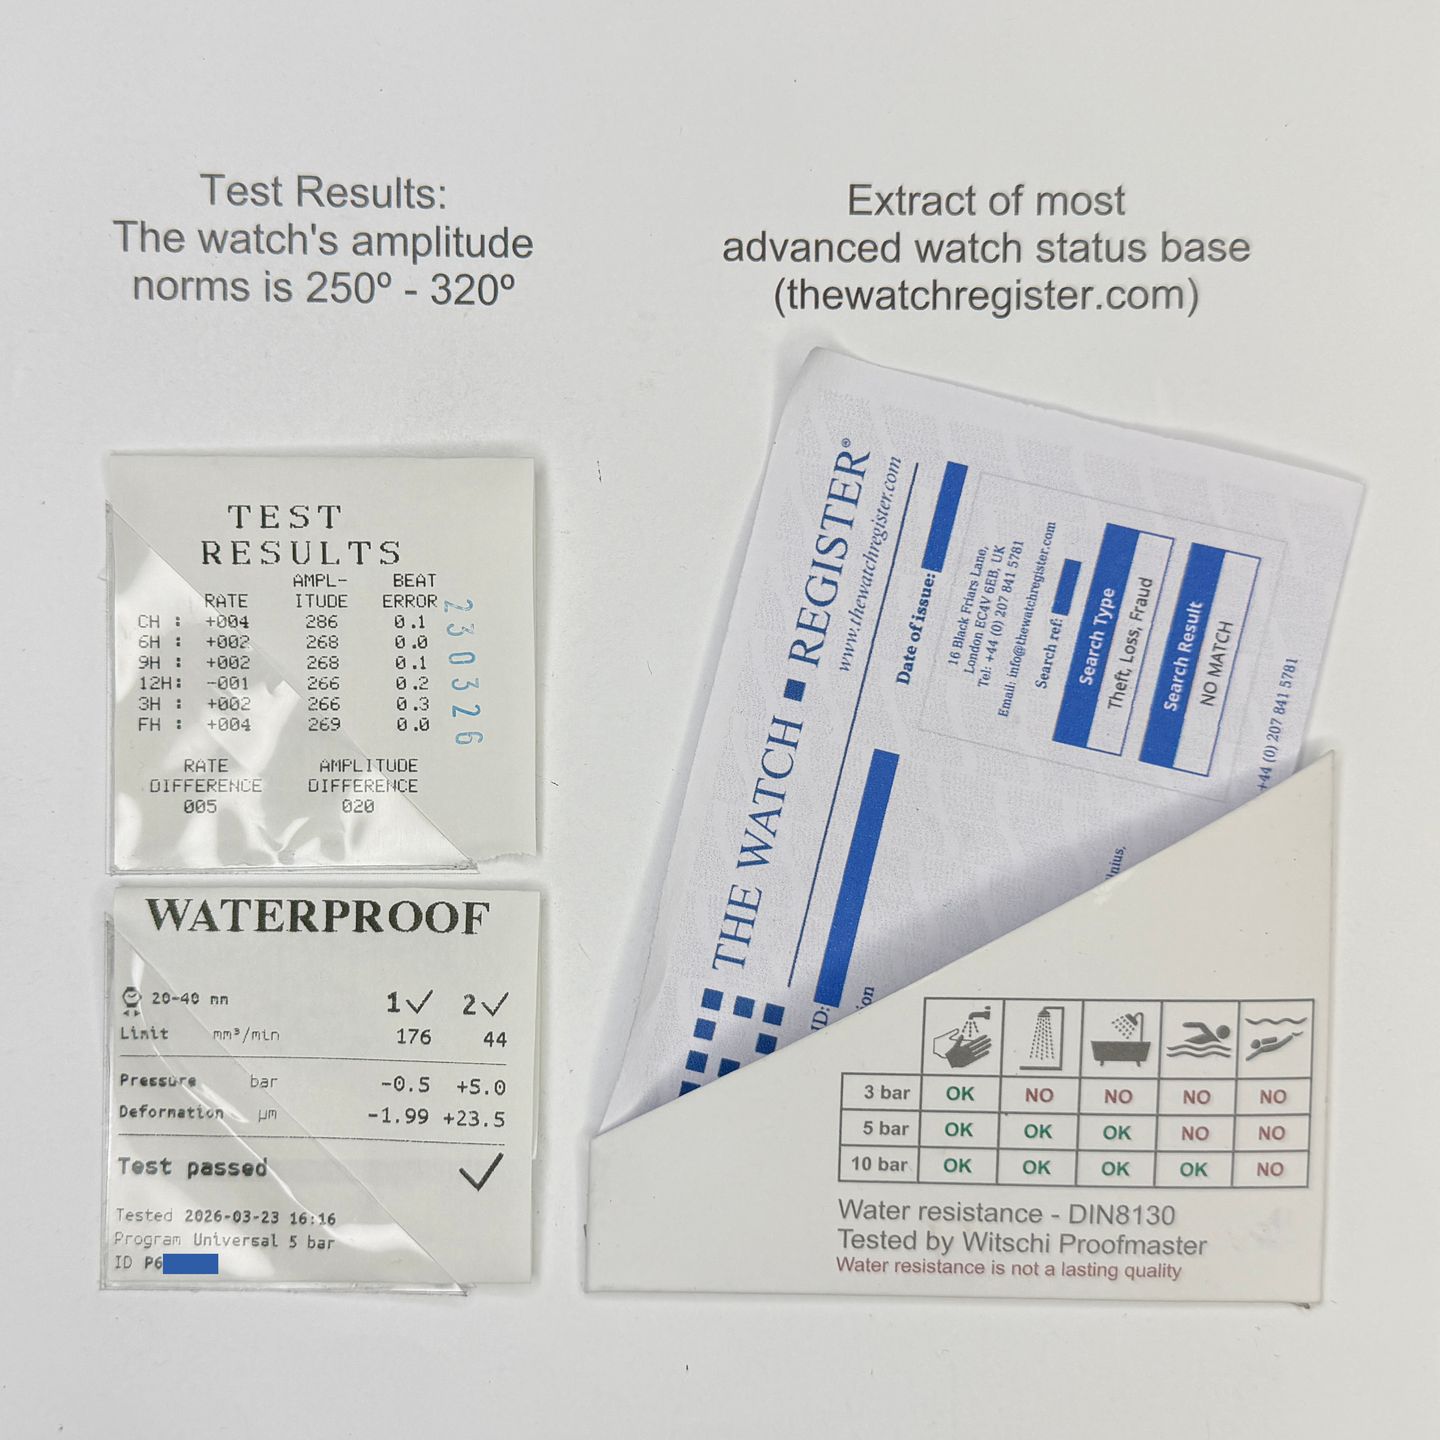 Test Results:
The watch's amplitude
norms is 250º - 320º
Extract of most
advanced watch status base
(thewatchregister.com)
TEST
RESULTS
AMPL- BEAT
RATE ITUDE ERROR
CH : +004 286 0.1
6H : +002 268 0.0
9H : +002 268 0.1
12H: -001 266 0.2
3H : +002 266 0.3
FH : +004 269 0.0
RATE AMPLITUDE
DIFFERENCE DIFFERENCE
005 020
230326
WATERPROOF
20-40 mm 1✓ 2✓
Limit mm³/min 176 44
Pressure bar -0.5 +5.0
Deformation µm -1.99 +23.5
Test passed ✓
Tested 2026-03-23 16:16
Program Universal 5 bar
ID P6
THE WATCH ■ REGISTER®
www.thewatchregister.com
Date of issue:
16 Black Friars Lane,
London EC4V 6EB, UK
Tel: +44 (0) 207 841 5781
Email: info@thewatchregister.com
Search ref:
Search Type
Theft, Loss, Fraud
Search Result
NO MATCH
+44 (0) 207 841 5781
ID:
3 bar OK NO NO NO NO
5 bar OK OK OK NO NO
10 bar OK OK OK OK NO
Water resistance - DIN8130
Tested by Witschi Proofmaster
Water resistance is not a lasting quality